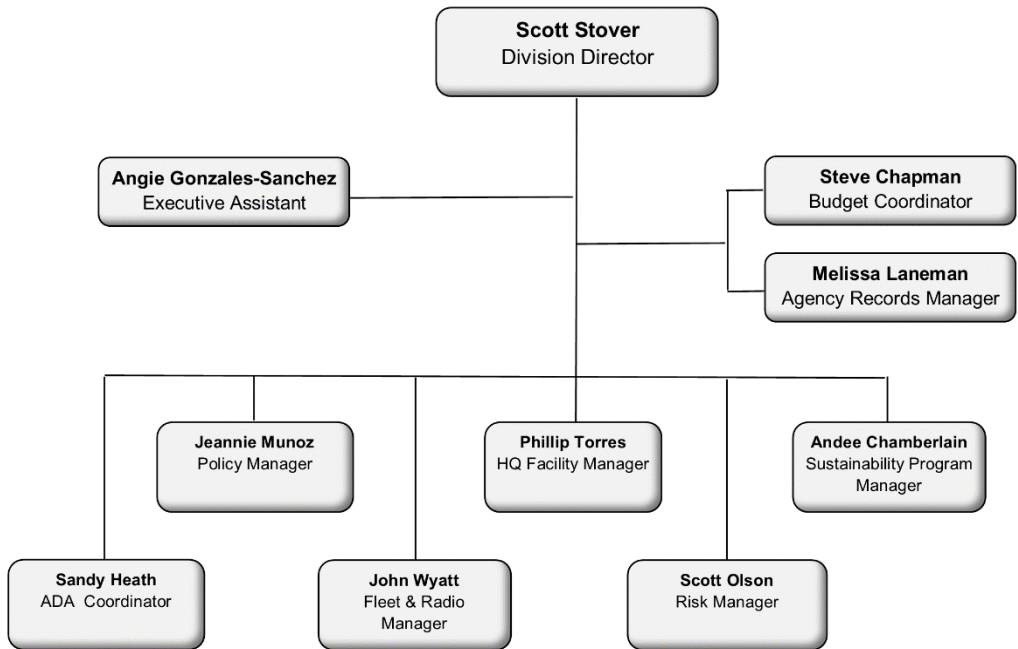 Scott Stover
Division Director
Angie Gonzales-Sanchez
Executive Assistant
Steve Chapman
Budget Coordinator
Melissa Laneman
Agency Records Manager
Jeannie Munoz
Policy Manager
Phillip Torres
HQ Facility Manager
Andee Chamberlain
Sustainability Program
Manager
Sandy Heath
ADA Coordinator
John Wyatt
Fleet & Radio
Manager
Scott Olson
Risk Manager